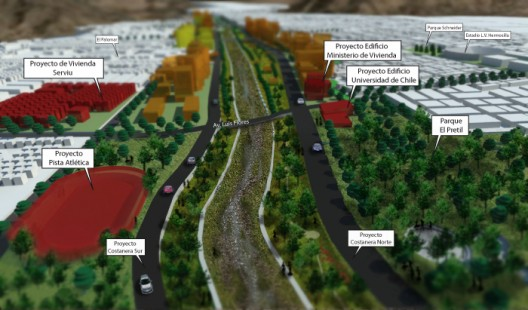 El Palomar
Parque Schneider
Estadio L.V. Hermosilla
Proyecto de Vivienda
Serviu
Proyecto Edificio
Ministerio de Vivienda
Proyecto Edificio
Universidad de Chile
Av. Luis Flores
Parque
El Pretil
Proyecto
Pista Atlética
Proyecto
Costanera Sur
Proyecto
Costanera Norte